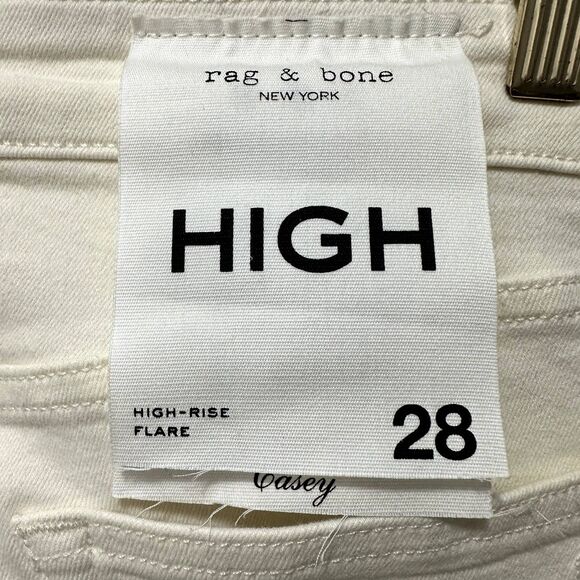 rag & bone
NEW YORK
HIGH
HIGH-RISE
FLARE
28
Casey